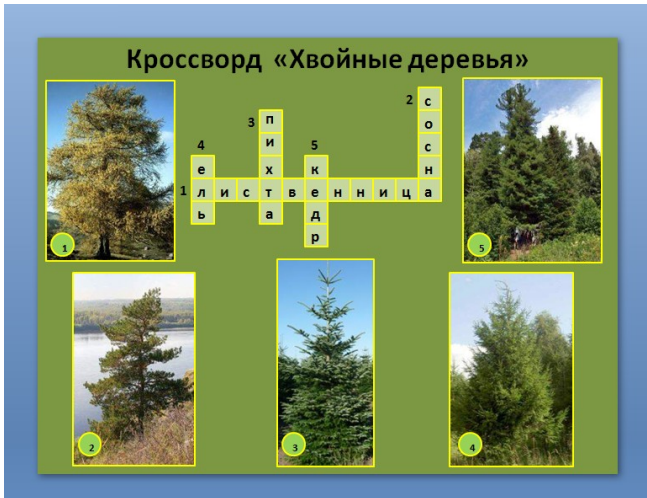 Кроссворд «Хвойные деревья»
2 с
3 п о
4 и 5 с
е х к н
1 л и с т в е н н и ц а
ь а д
р
1 5
2 3 4